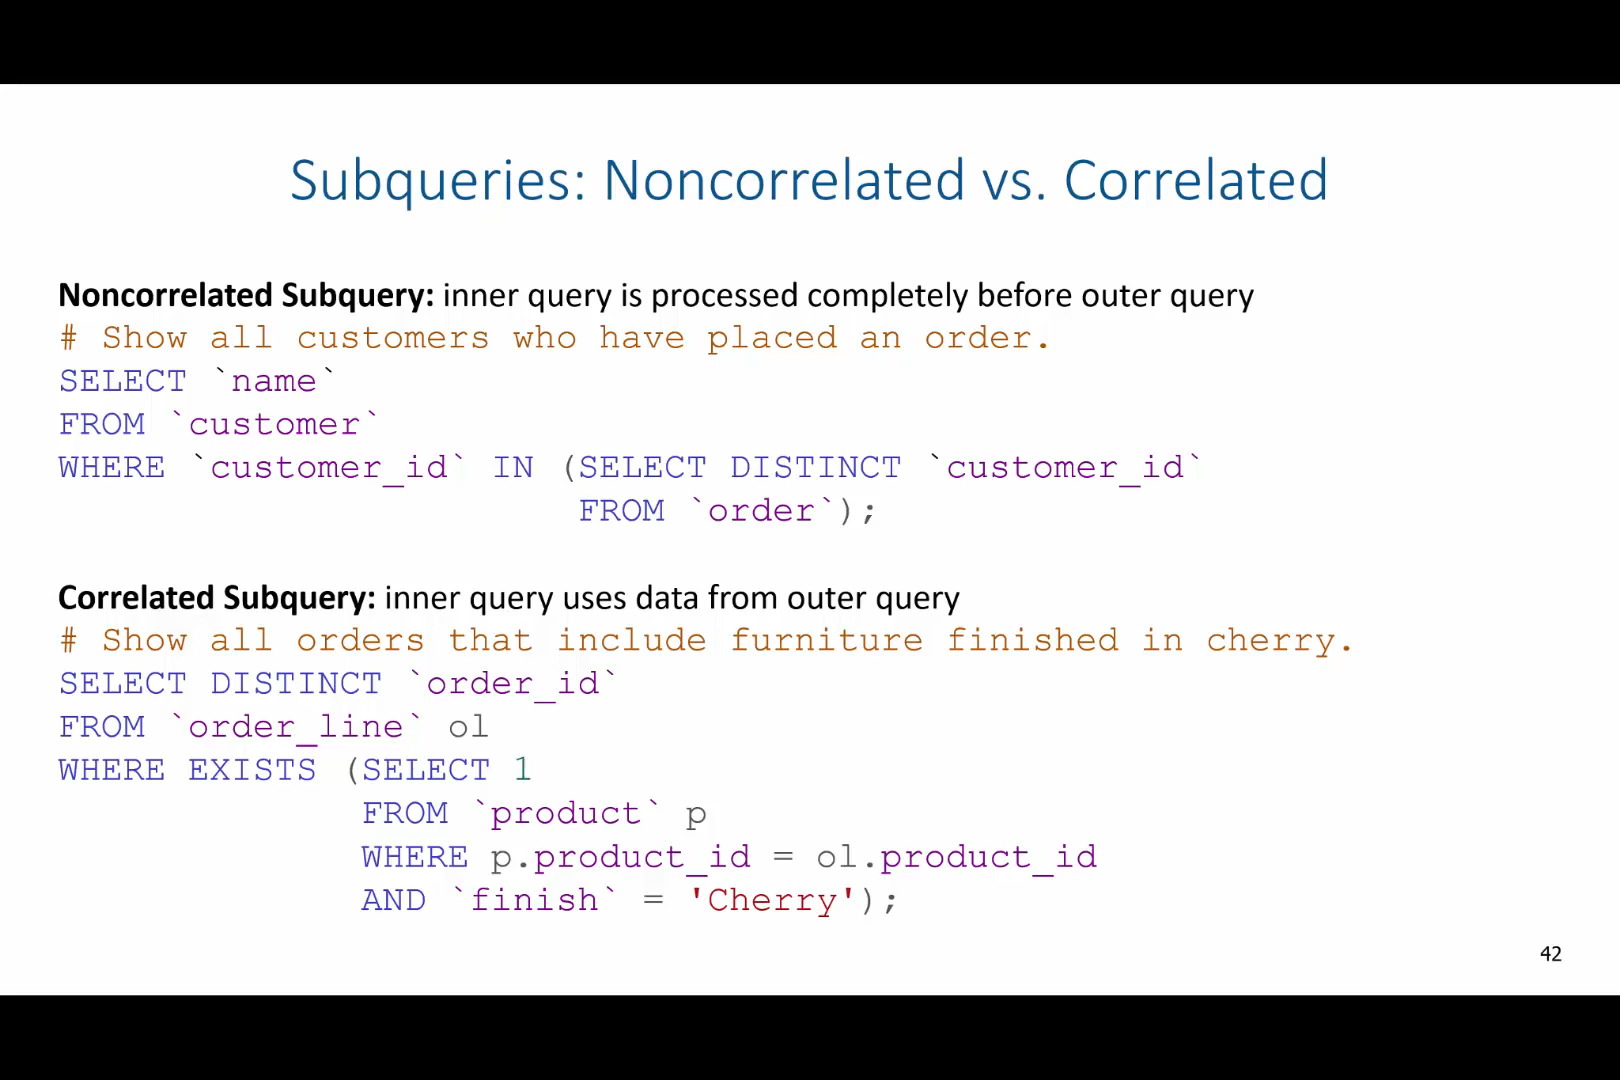 Subqueries: Noncorrelated vs. Correlated
Noncorrelated Subquery: inner query is processed completely before outer query
# Show all customers who have placed an order.
SELECT `name`
FROM `customer`
WHERE `customer_id` IN (SELECT DISTINCT `customer_id`
FROM `order`);
Correlated Subquery: inner query uses data from outer query
# Show all orders that include furniture finished in cherry.
SELECT DISTINCT `order_id`
FROM `order_line` ol
WHERE EXISTS (SELECT 1
FROM `product` p
WHERE p.product_id = ol.product_id
AND `finish` = 'Cherry');
42